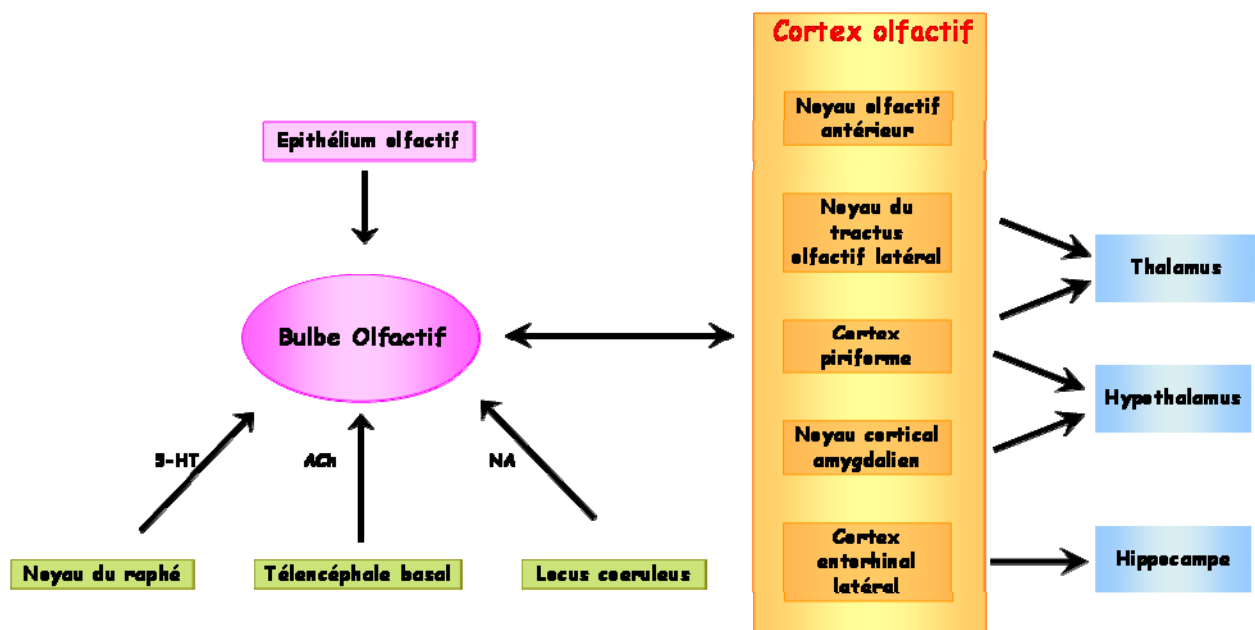 Cortex olfactif
Noyau olfactif
antérieur
Epithélium olfactif
Noyau du
tractus
olfactif latéral
Thalamus
Bulbe Olfactif
Cortex
piriforme
Hypothalamus
Noyau cortical
amygdalien
5-HT
ACh
NA
Cortex
entorhinal
latéral
Hippocampe
Noyau du raphé
Télencéphale basal
Locus coeruleus